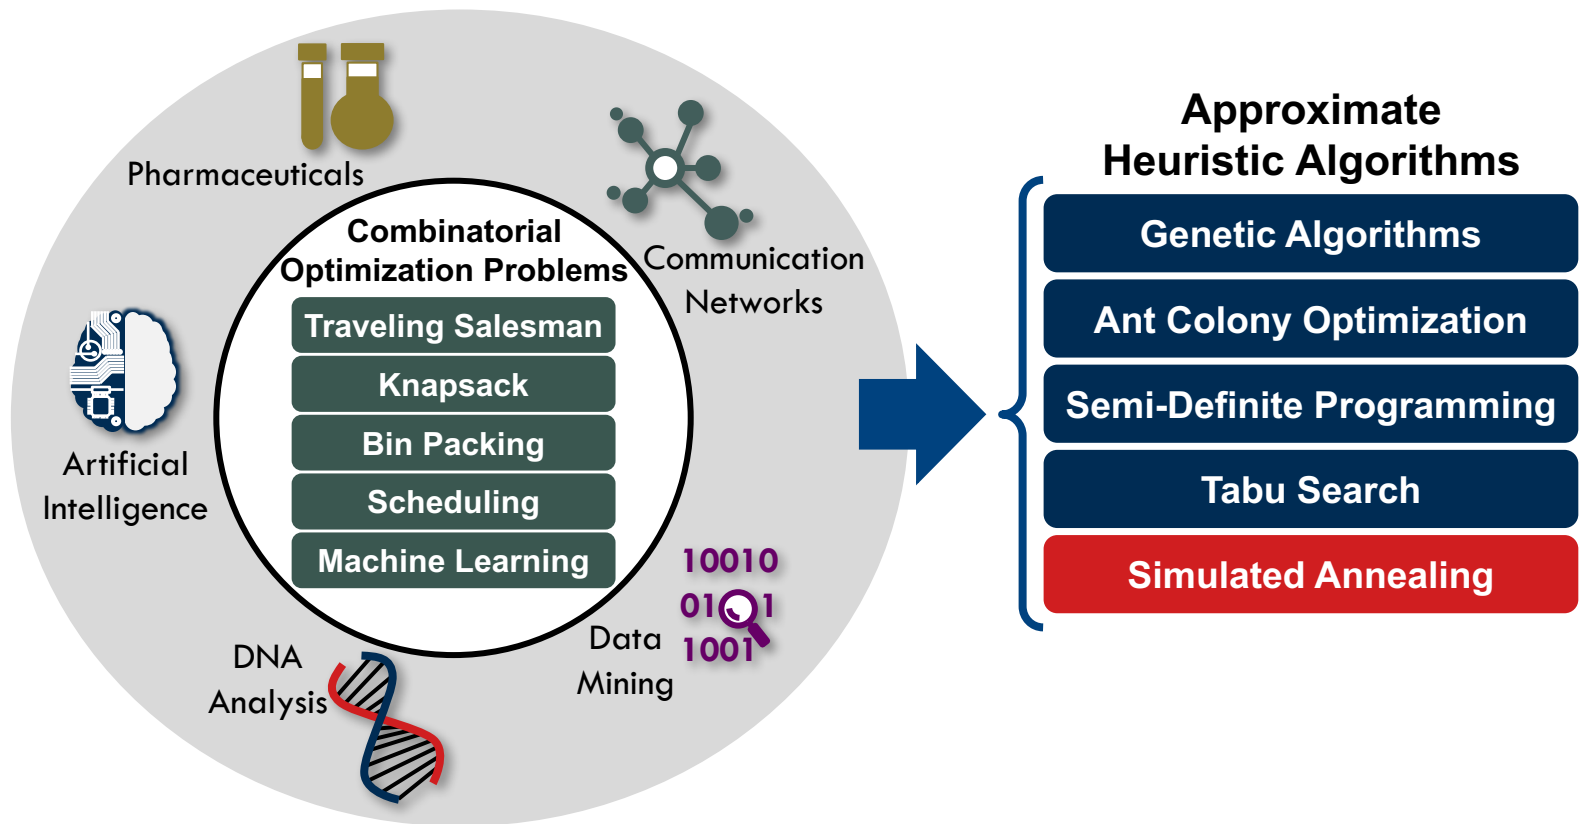 Pharmaceuticals
Communication
Networks
Artificial
Intelligence
DNA
Analysis
Data
Mining
10010
01 1
1001
Combinatorial
Optimization Problems
Traveling Salesman
Knapsack
Bin Packing
Scheduling
Machine Learning
Approximate
Heuristic Algorithms
Genetic Algorithms
Ant Colony Optimization
Semi-Definite Programming
Tabu Search
Simulated Annealing